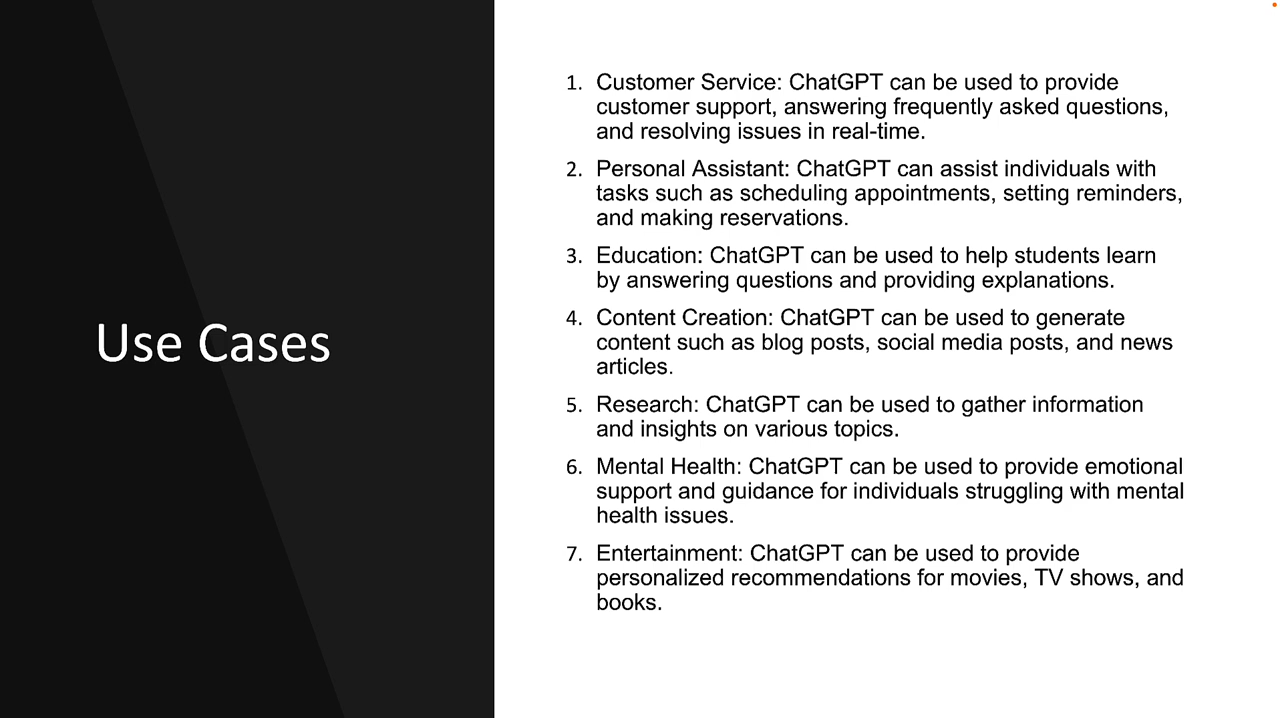 Use Cases
1. Customer Service: ChatGPT can be used to provide
customer support, answering frequently asked questions,
and resolving issues in real-time.
2. Personal Assistant: ChatGPT can assist individuals with
tasks such as scheduling appointments, setting reminders,
and making reservations.
3. Education: ChatGPT can be used to help students learn
by answering questions and providing explanations.
4. Content Creation: ChatGPT can be used to generate
content such as blog posts, social media posts, and news
articles.
5. Research: ChatGPT can be used to gather information
and insights on various topics.
6. Mental Health: ChatGPT can be used to provide emotional
support and guidance for individuals struggling with mental
health issues.
7. Entertainment: ChatGPT can be used to provide
personalized recommendations for movies, TV shows, and
books.